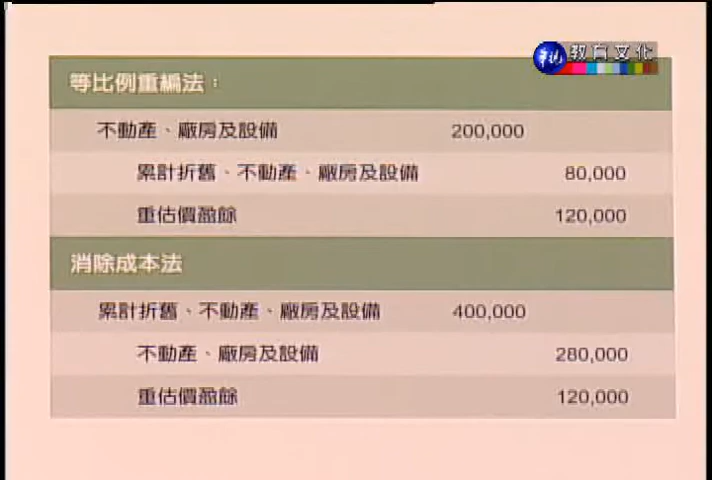 華視 教育文化
等比例重編法：
不動產、廠房及設備 200,000
累計折舊、不動產、廠房及設備 80,000
重估價盈餘 120,000
消除成本法
累計折舊、不動產、廠房及設備 400,000
不動產、廠房及設備 280,000
重估價盈餘 120,000